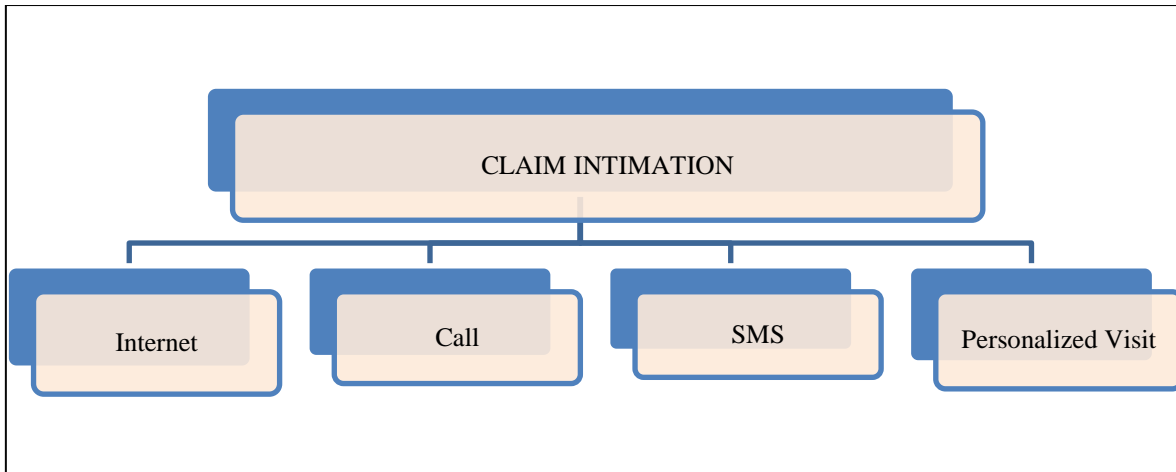 CLAIM INTIMATION
Internet
Call
SMS
Personalized Visit